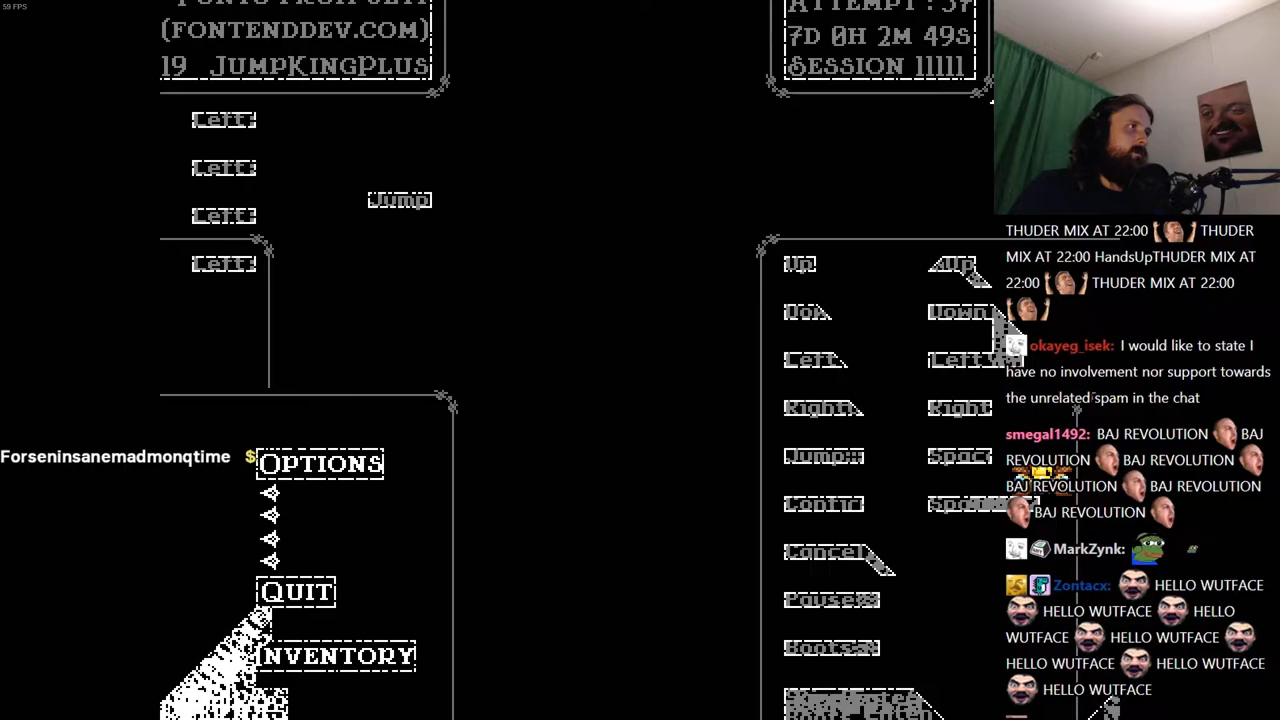 59 FPS
(FONTENDDEV.COM)
19 JUMPKINGPLUS
7D 0H 2M 49S
SESSION
Left:
Left:
Jump
Left:
Left:
Up
Up
Down
Left
Left
Right
Right
Jump
Cancel
Pause
Boots
Forseninsanemadmonqtime $
OPTIONS
QUIT
INVENTORY
THUDER MIX AT 22:00 THUDER
MIX AT 22:00 HandsUpTHUDER MIX AT
22:00 THUDER MIX AT 22:00
okayeg_isek: I would like to state I
have no involvement nor support towards
the unrelated spam in the chat
smegal1492: BAJ REVOLUTION BAJ
REVOLUTION BAJ REVOLUTION
BAJ REVOLUTION BAJ REVOLUTION
BAJ REVOLUTION
MarkZynk:
Zontacx: HELLO WUTFACE
HELLO WUTFACE HELLO
WUTFACE HELLO WUTFACE
HELLO WUTFACE HELLO WUTFACE
HELLO WUTFACE